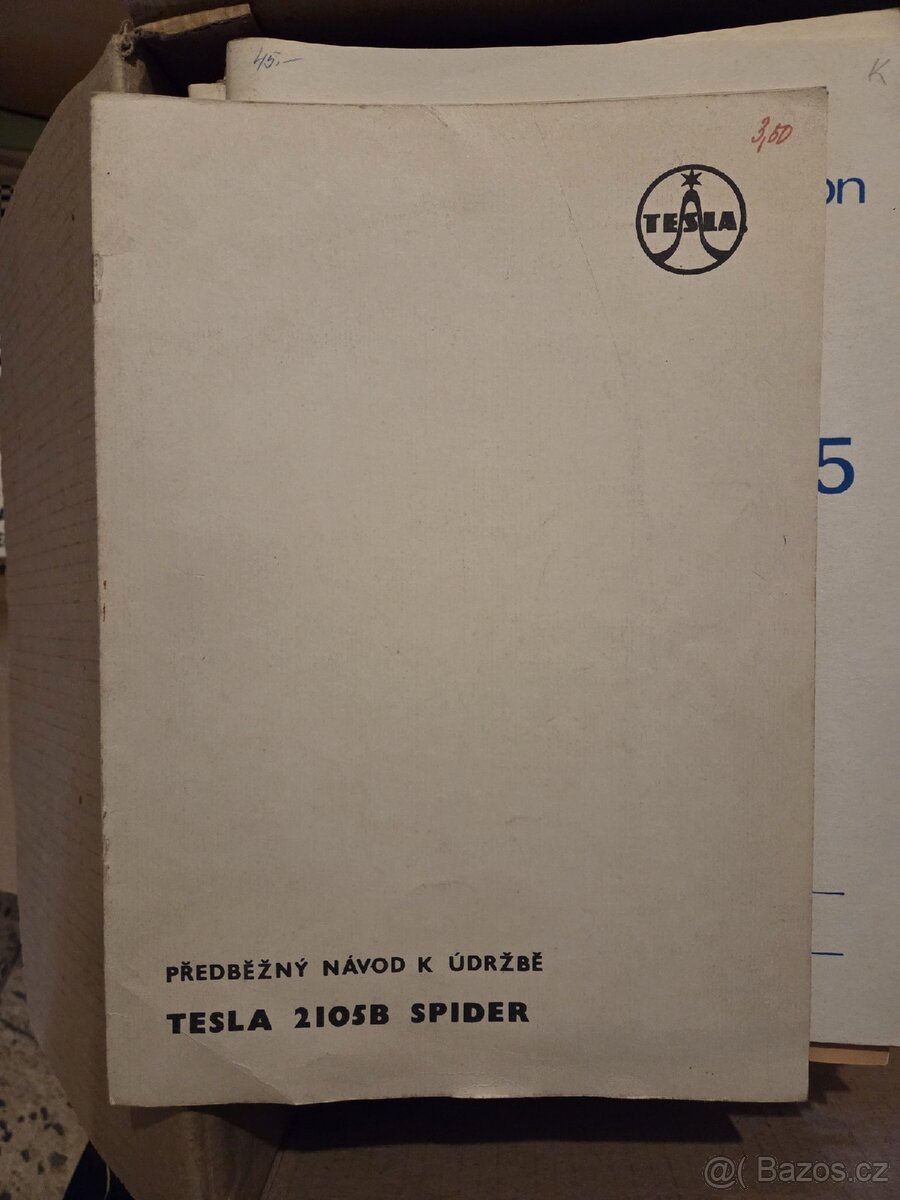 45.—
K
3,50
TESLA
on
5
PŘEDBĚŽNÝ NÁVOD K ÚDRŽBĚ
TESLA 2105B SPIDER
@( Bazos.cz